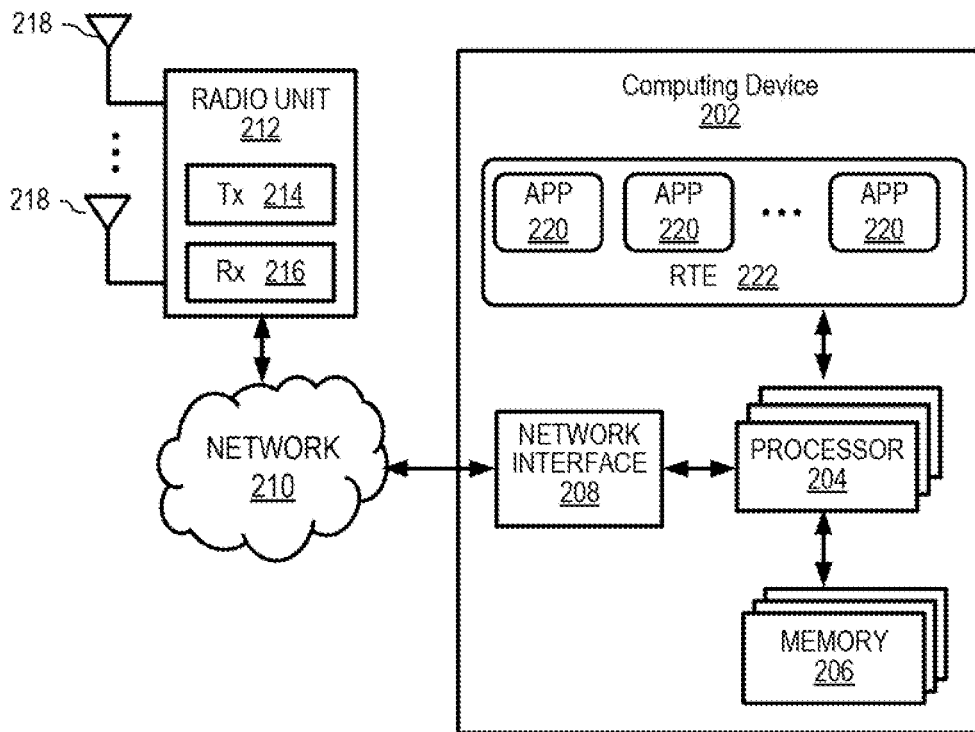 218
RADIO UNIT
212
Tx 214
Rx 216
218
NETWORK
210
Computing Device
202
APP
220
APP
220
APP
220
RTE 222
NETWORK
INTERFACE
208
PROCESSOR
204
MEMORY
206